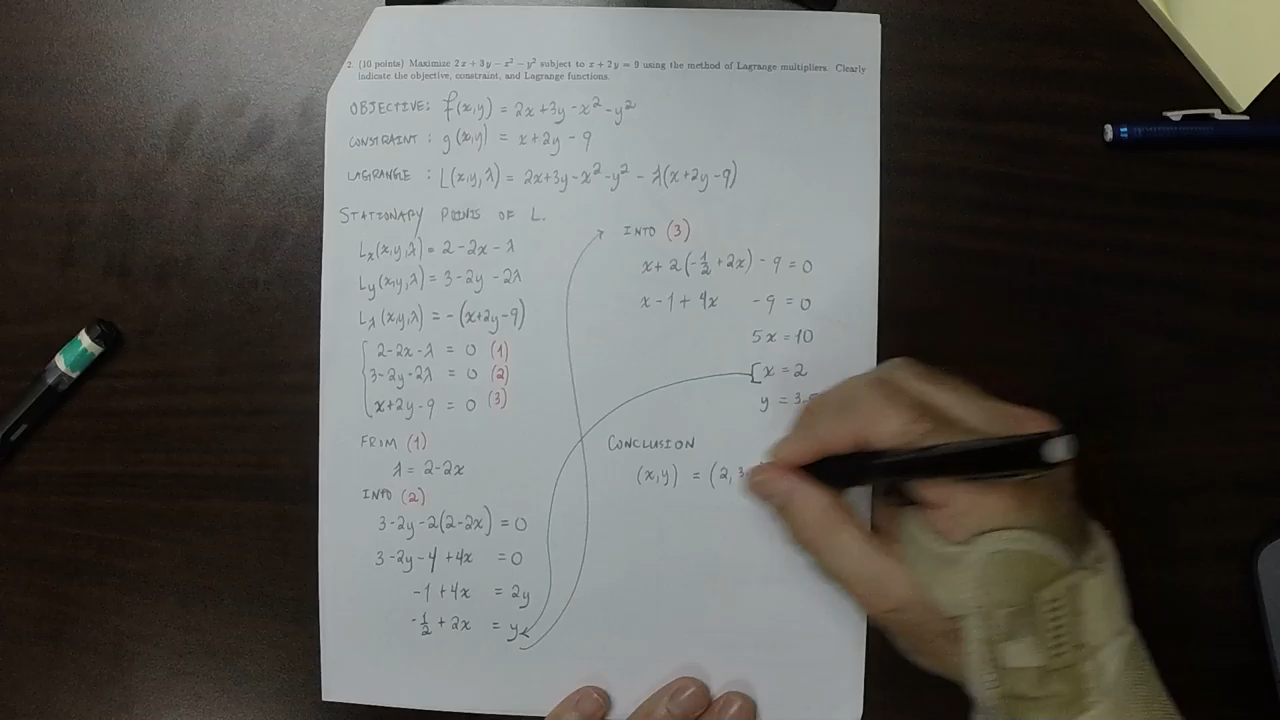 2. (10 points) Maximize 2x + 3y − x² − y² subject to x + 2y = 9 using the method of Lagrange multipliers. Clearly
indicate the objective, constraint, and Lagrange functions.
OBJECTIVE: f(x,y) = 2x+3y-x²-y²
CONSTRAINT: g(x,y) = x+2y-9
LAGRANGE: L(x,y,λ) = 2x+3y-x²-y²-λ(x+2y-9)
STATIONARY POINTS OF L.
Lx(x,y,λ) = 2-2x-λ
Ly(x,y,λ) = 3-2y-2λ
Lλ(x,y,λ) = -(x+2y-9)
2-2x-λ = 0 (1)
3-2y-2λ = 0 (2)
x+2y-9 = 0 (3)
FROM (1)
λ = 2-2x
INTO (2)
3-2y-2(2-2x) = 0
3-2y-4+4x = 0
-1+4x = 2y
-1/2+2x = y
INTO (3)
x+2(-1/2+2x)-9 = 0
x-1+4x -9 = 0
5x = 10
x = 2
y = 3.5
CONCLUSION
(x,y) = (2, 3